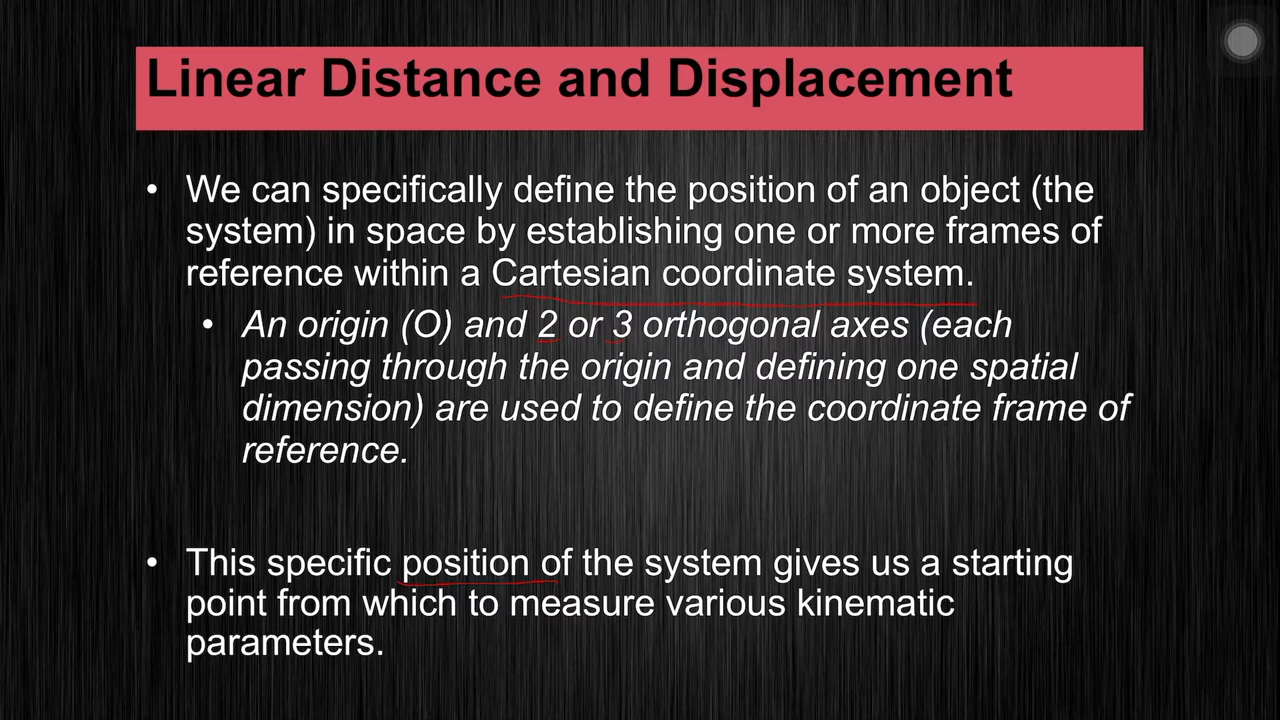 Linear Distance and Displacement
• We can specifically define the position of an object (the
system) in space by establishing one or more frames of
reference within a Cartesian coordinate system.
• An origin (O) and 2 or 3 orthogonal axes (each
passing through the origin and defining one spatial
dimension) are used to define the coordinate frame of
reference.
• This specific position of the system gives us a starting
point from which to measure various kinematic
parameters.